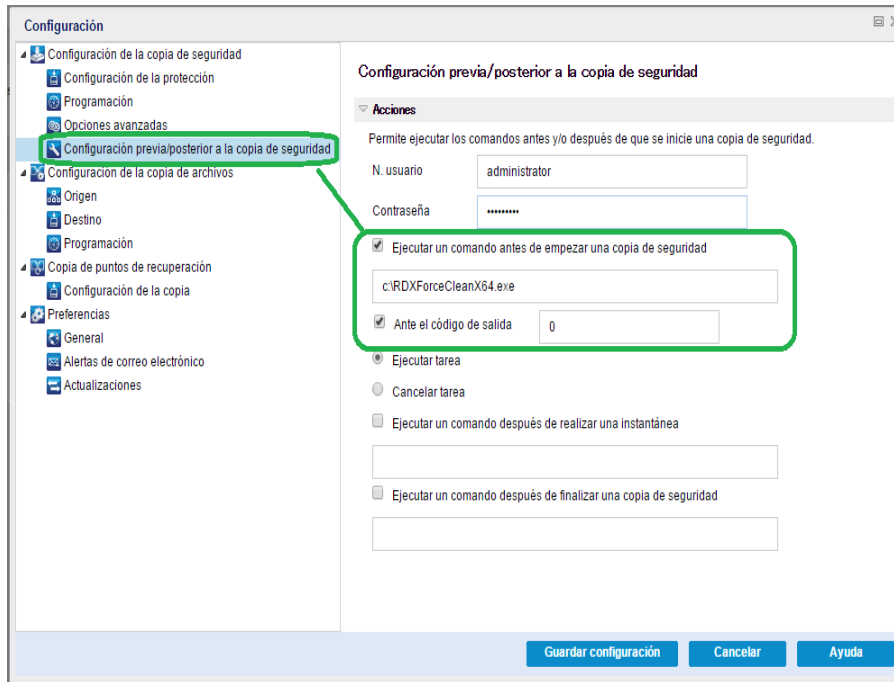 Configuración
Configuración de la copia de seguridad
Configuración de la protección
Programación
Opciones avanzadas
Configuración previa/posterior a la copia de seguridad
Configuración de la copia de archivos
Origen
Destino
Programación
Copia de puntos de recuperación
Configuración de la copia
Preferencias
General
Alertas de correo electrónico
Actualizaciones
Configuración previa/posterior a la copia de seguridad
Acciones
Permite ejecutar los comandos antes y/o después de que se inicie una copia de seguridad.
N. usuario administrator
Contraseña •••••••••
Ejecutar un comando antes de empezar una copia de seguridad
c:\RDXForceCleanX64.exe
Ante el código de salida 0
Ejecutar tarea
Cancelar tarea
Ejecutar un comando después de realizar una instantánea
Ejecutar un comando después de finalizar una copia de seguridad
Guardar configuración Cancelar Ayuda